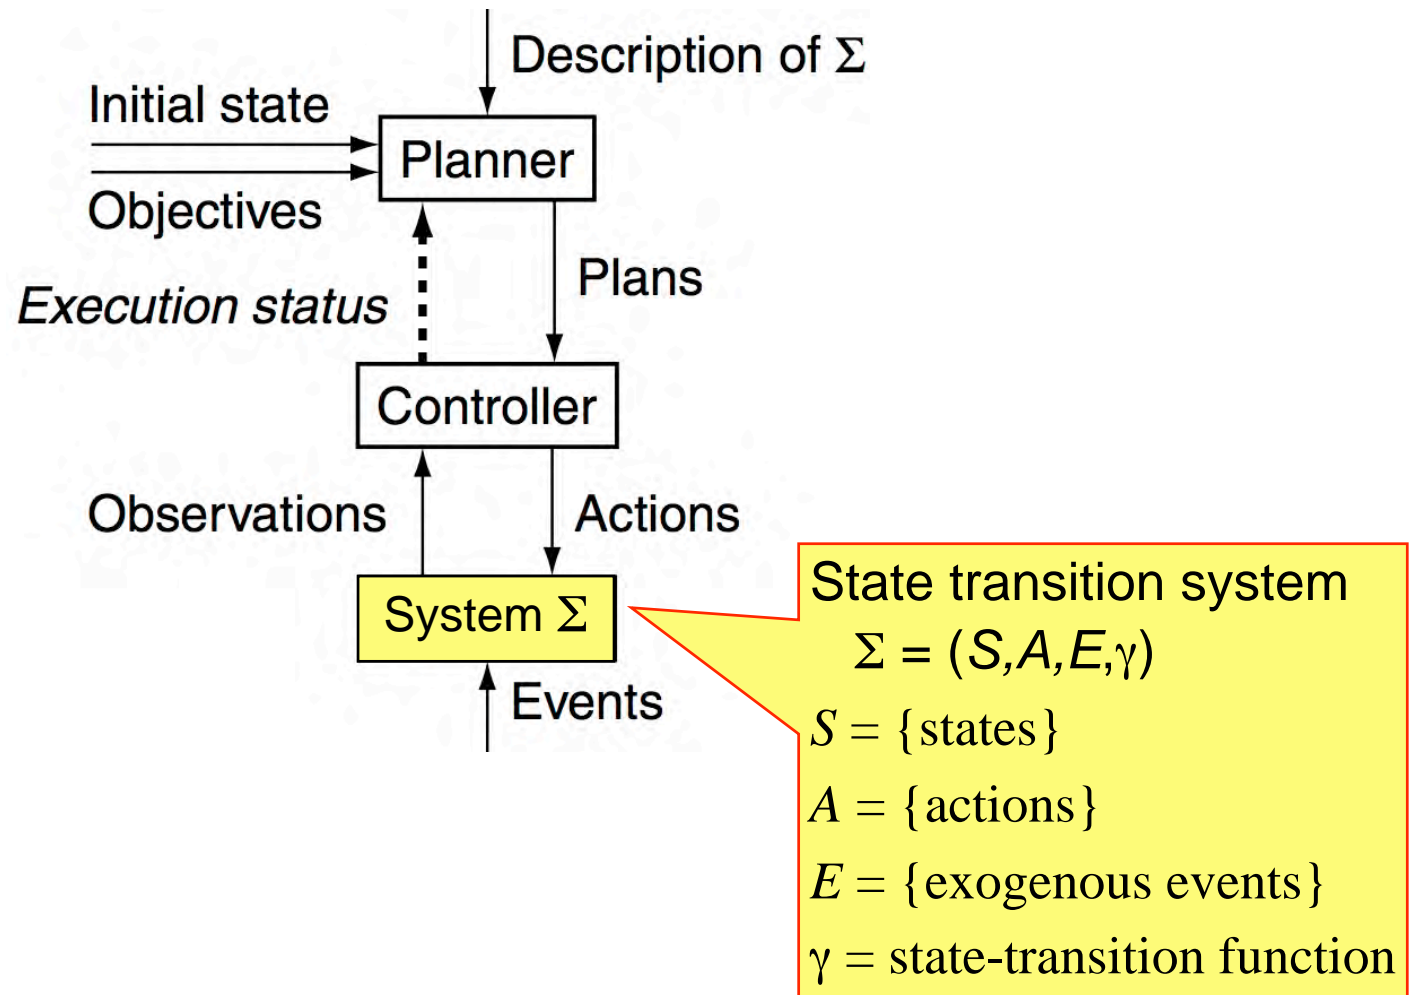 Description of Σ
Initial state
Planner
Objectives
Plans
Execution status
Controller
Observations
Actions
System Σ
Events
State transition system
Σ = (S,A,E,γ)
S = {states}
A = {actions}
E = {exogenous events}
γ = state-transition function